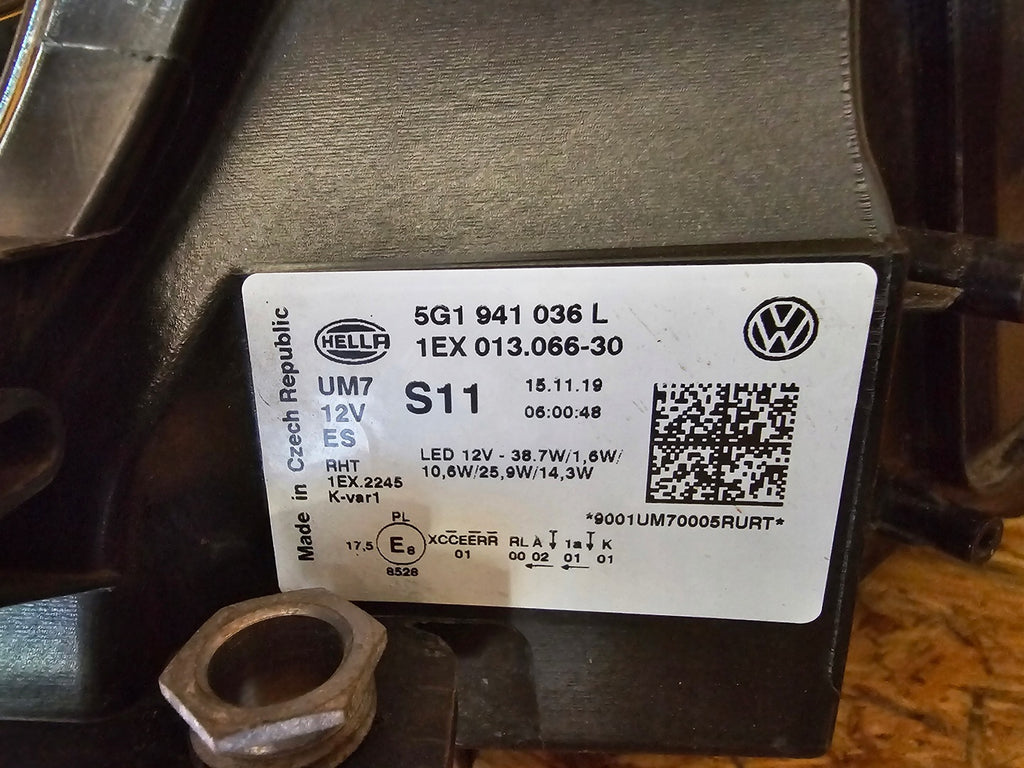 Made in Czech Republic
HELLA
5G1 941 036 L
1EX 013.066-30
UM7
12V
ES
S11
15.11.19
06:00:48
RHT
1EX.2245
K-var1
LED 12V - 38.7W/1,6W/
10,6W/25,9W/14,3W
*9001UM70005RURT*
PL
17,5 E8 XCCEERR RL A 1a K
01 00 02 01 01
8528